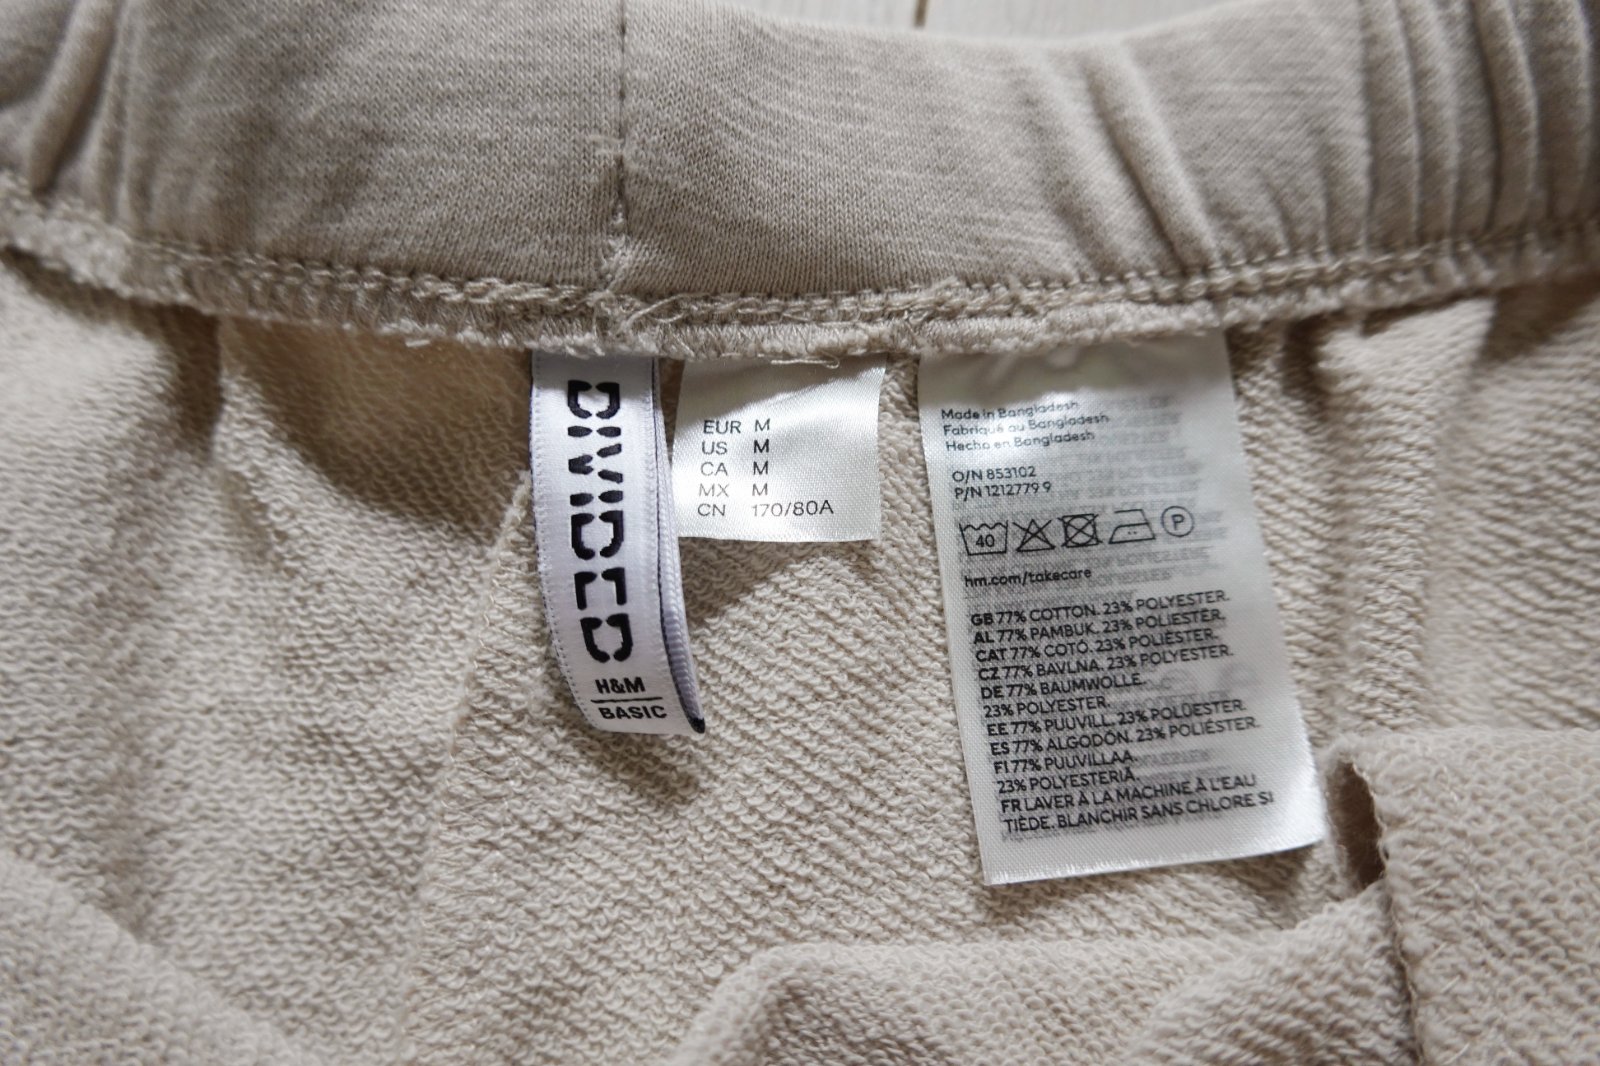 DIVIDED
H&M
BASIC
EUR M
US M
CA M
MX M
CN 170/80A
Made in Bangladesh
Fabriqué au Bangladesh
Hecho en Bangladesh
O/N 853102
P/N 1212779 9
40 P
hm.com/takecare
GB 77% COTTON. 23% POLYESTER.
AL 77% PAMBUK. 23% POLIESTËR.
CAT 77% COTÓ. 23% POLIÈSTER.
CZ 77% BAVLNA. 23% POLYESTER.
DE 77% BAUMWOLLE.
23% POLYESTER.
EE 77% PUUVILL. 23% POLÜESTER.
ES 77% ALGODÓN. 23% POLIÉSTER.
FI 77% PUUVILLAA.
23% POLYESTERIÄ.
FR LAVER À LA MACHINE À L'EAU
TIÈDE. BLANCHIR SANS CHLORE SI